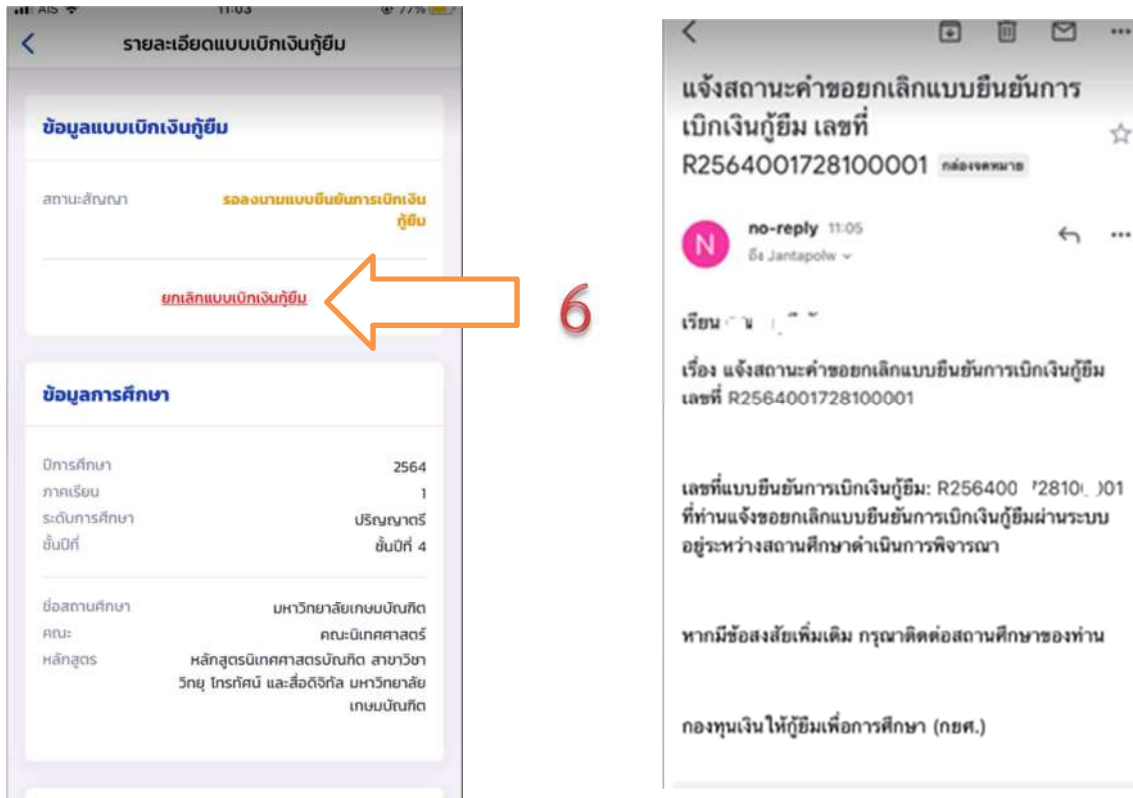 AIS 11:03 77%
รายละเอียดแบบเบิกเงินกู้ยืม
ข้อมูลแบบเบิกเงินกู้ยืม
สถานะสัญญา รอลงนามแบบยืนยันการเบิกเงิน
กู้ยืม
ยกเลิกแบบเบิกเงินกู้ยืม
ข้อมูลการศึกษา
ปีการศึกษา 2564
ภาคเรียน 1
ระดับการศึกษา ปริญญาตรี
ชั้นปีที่ ชั้นปีที่ 4
ชื่อสถานศึกษา มหาวิทยาลัยเกษมบัณฑิต
คณะ คณะนิเทศศาสตร์
หลักสูตร หลักสูตรนิเทศศาสตรบัณฑิต สาขาวิชา
วิทยุ โทรทัศน์ และสื่อดิจิทัล มหาวิทยาลัย
เกษมบัณฑิต
6
แจ้งสถานะคำขอยกเลิกแบบยืนยันการ
เบิกเงินกู้ยืม เลขที่
R2564001728100001 กล่องจดหมาย
N
no-reply 11:05
ถึง Jantapolw
เรียน
เรื่อง แจ้งสถานะคำขอยกเลิกแบบยืนยันการเบิกเงินกู้ยืม
เลขที่ R2564001728100001
เลขที่แบบยืนยันการเบิกเงินกู้ยืม: R256400 72810 001
ที่ท่านแจ้งขอยกเลิกแบบยืนยันการเบิกเงินกู้ยืมผ่านระบบ
อยู่ระหว่างสถานศึกษาดำเนินการพิจารณา
หากมีข้อสงสัยเพิ่มเติม กรุณาติดต่อสถานศึกษาของท่าน
กองทุนเงินให้กู้ยืมเพื่อการศึกษา (กยศ.)